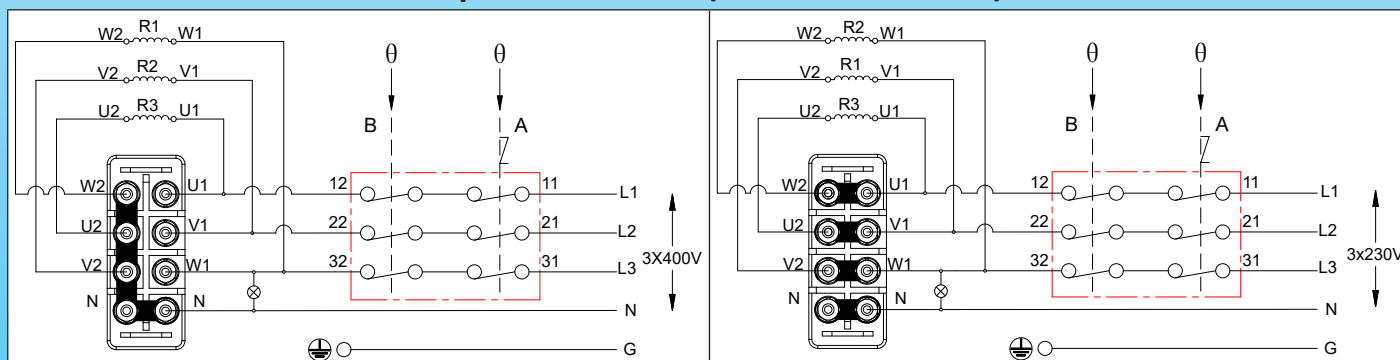 W2 R1 W1
V2 R2 V1
U2 R3 U1
θ θ
B A
W2 U1 12 11 L1
U2 V1 22 21 L2
V2 W1 32 31 L3
3X400V
N N N
G
W2 R2 W1
V2 R1 V1
U2 R3 U1
θ θ
B A
W2 U1 12 11 L1
U2 V1 22 21 L2
V2 W1 32 31 L3
3x230V
N N N
G